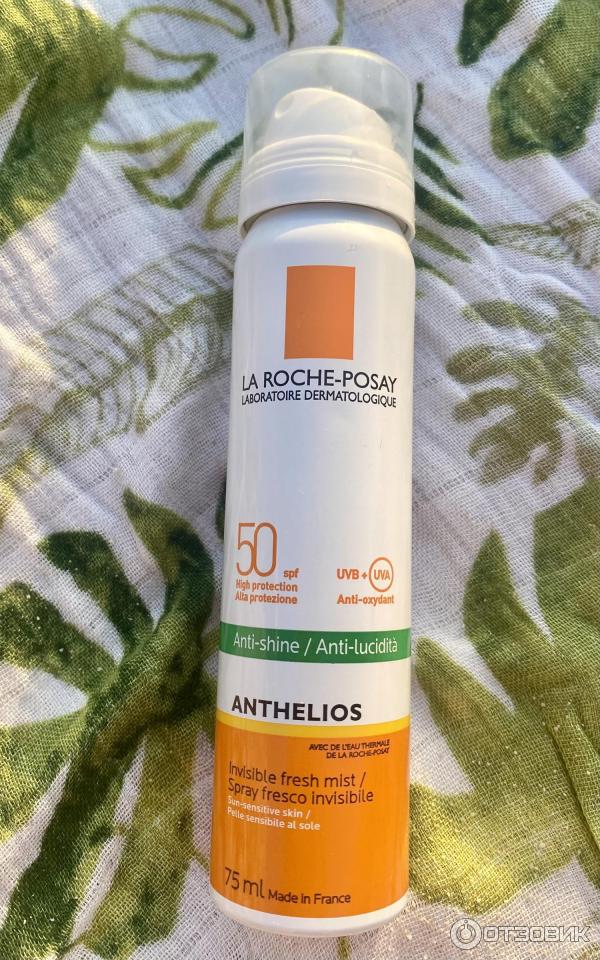 LA ROCHE-POSAY
LABORATOIRE DERMATOLOGIQUE
50 spf
High protection
Alta protezione
UVB + UVA
Anti-oxydant
Anti-shine / Anti-lucidità
ANTHELIOS
AVEC DE L'EAU THERMALE
DE LA ROCHE-POSAY
Invisible fresh mist /
Spray fresco invisibile
Sun-sensitive skin /
Pelle sensibile al sole
75 ml Made in France
ОТЗОВИК